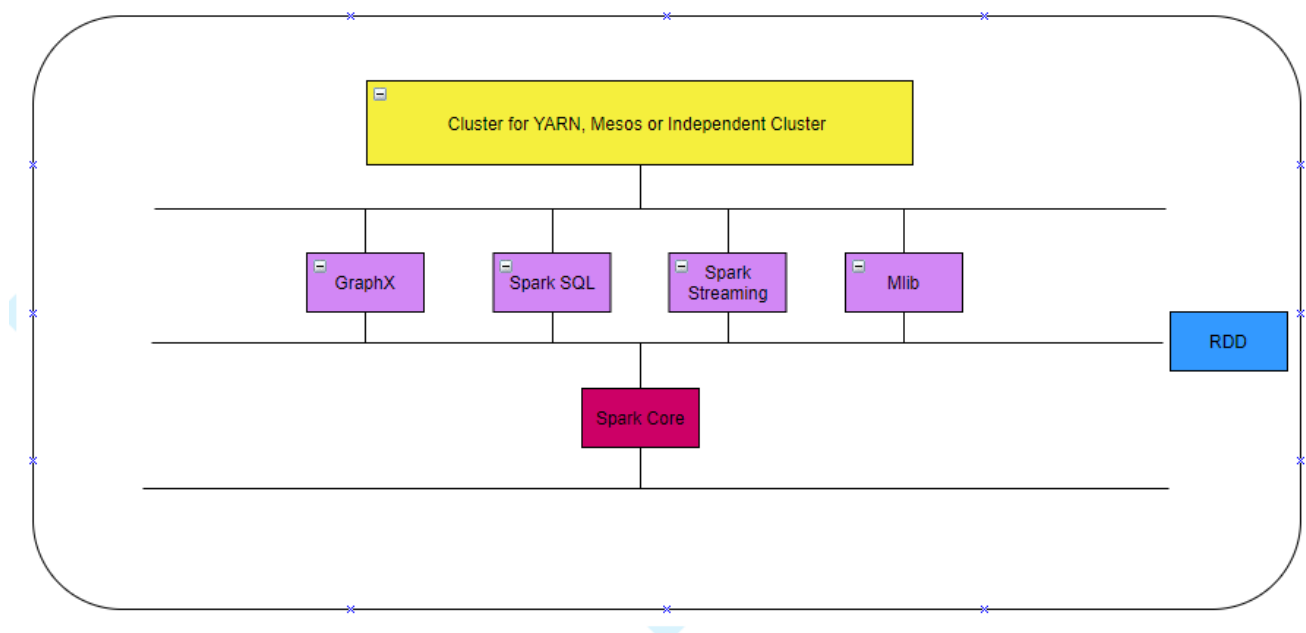 Cluster for YARN, Mesos or Independent Cluster
GraphX
Spark SQL
Spark
Streaming
Mlib
RDD
Spark Core